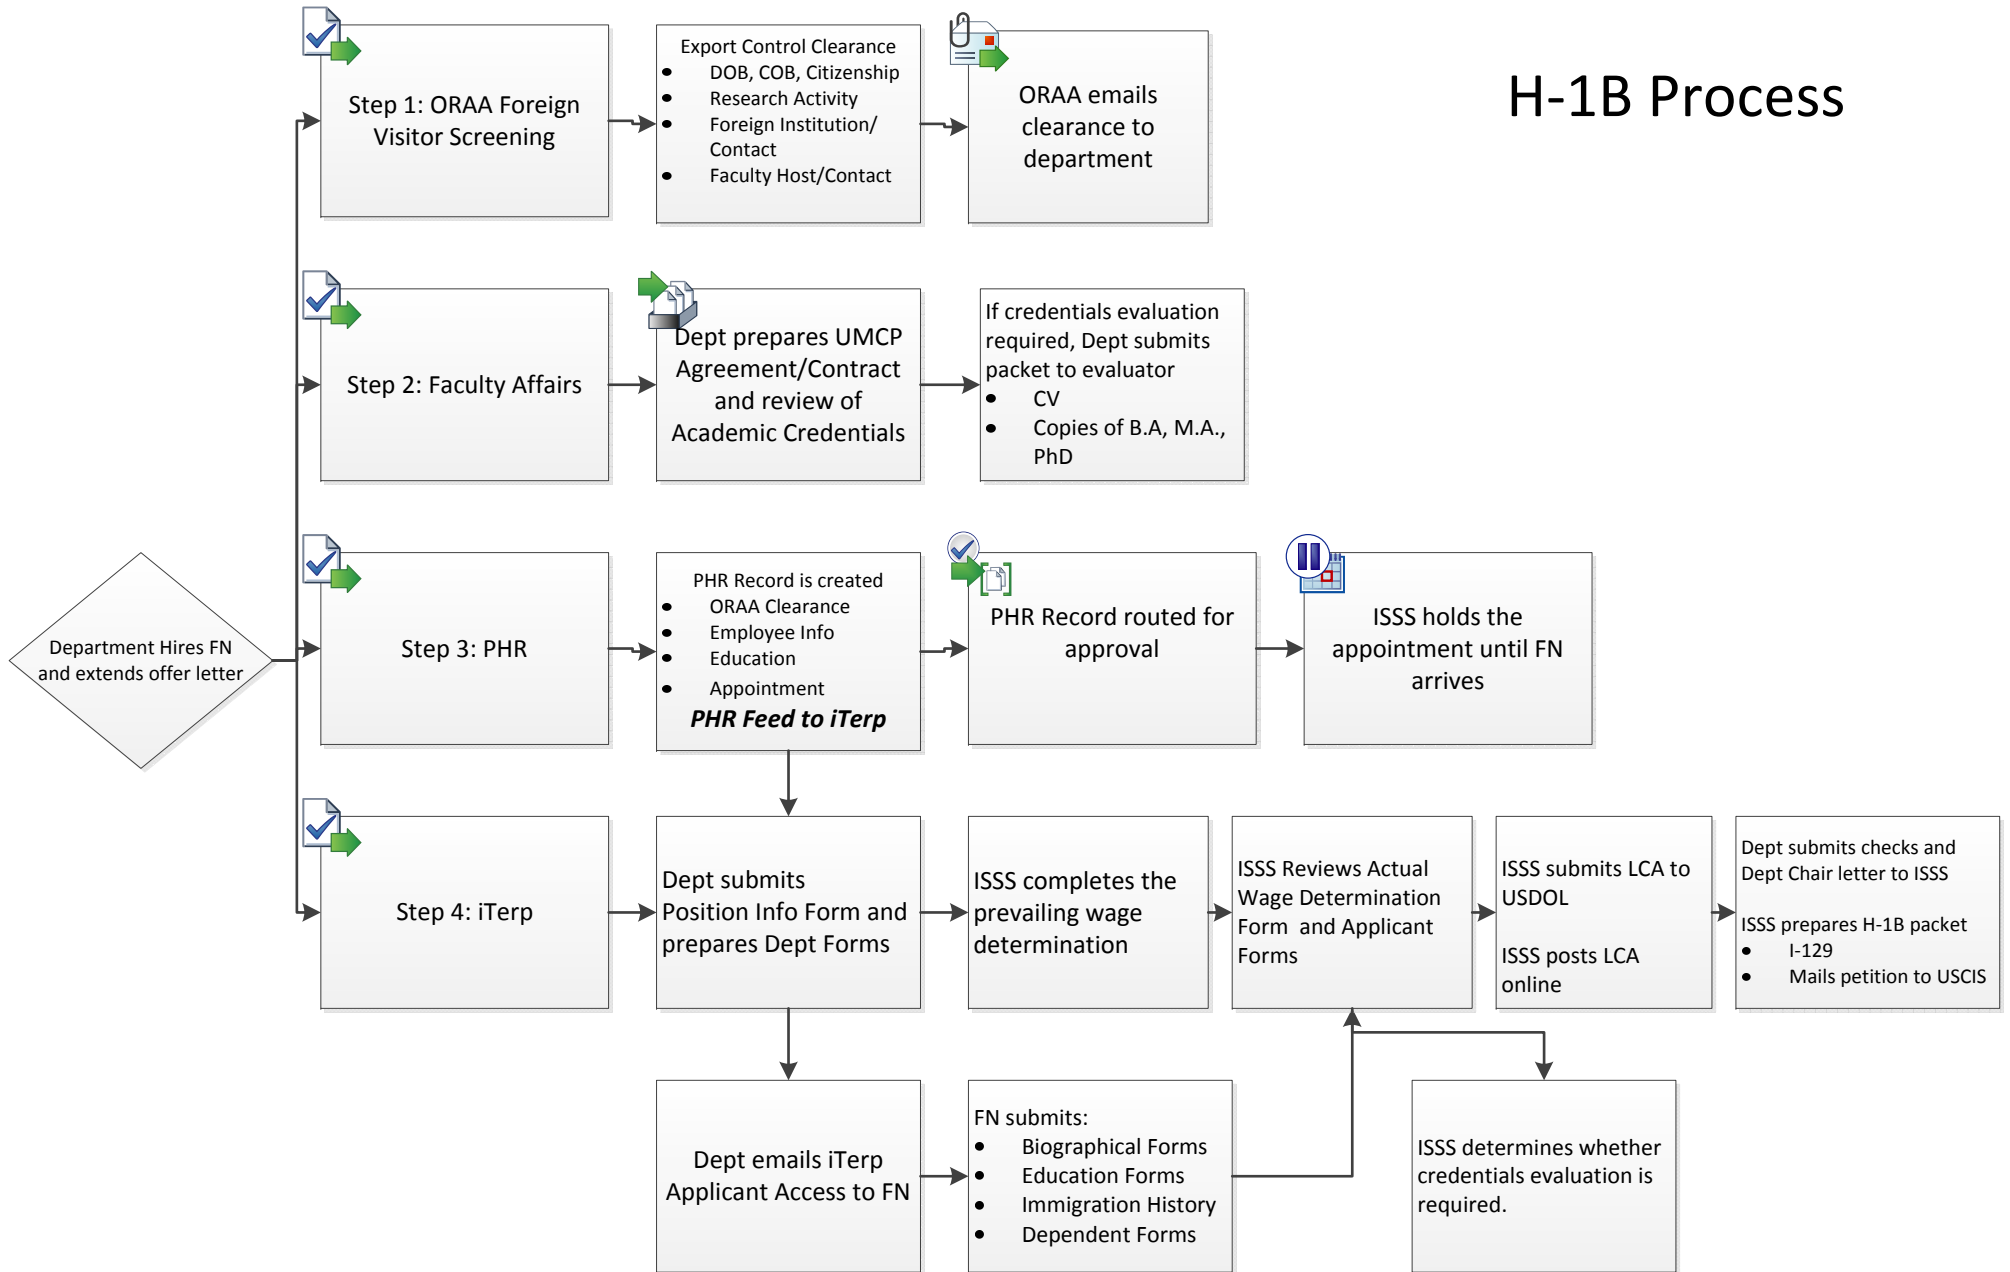 H-1B Process
Step 1: ORAA Foreign
Visitor Screening
Export Control Clearance
• DOB, COB, Citizenship
• Research Activity
• Foreign Institution/
Contact
• Faculty Host/Contact
ORAA emails
clearance to
department
Step 2: Faculty Affairs
Dept prepares UMCP
Agreement/Contract
and review of
Academic Credentials
If credentials evaluation
required, Dept submits
packet to evaluator
• CV
• Copies of B.A, M.A.,
PhD
Department Hires FN
and extends offer letter
Step 3: PHR
PHR Record is created
• ORAA Clearance
• Employee Info
• Education
• Appointment
PHR Feed to iTerp
PHR Record routed for
approval
ISSS holds the
appointment until FN
arrives
Step 4: iTerp
Dept submits
Position Info Form and
prepares Dept Forms
ISSS completes the
prevailing wage
determination
ISSS Reviews Actual
Wage Determination
Form and Applicant
Forms
ISSS submits LCA to
USDOL
ISSS posts LCA
online
Dept submits checks and
Dept Chair letter to ISSS
ISSS prepares H-1B packet
• I-129
• Mails petition to USCIS
Dept emails iTerp
Applicant Access to FN
FN submits:
• Biographical Forms
• Education Forms
• Immigration History
• Dependent Forms
ISSS determines whether
credentials evaluation is
required.